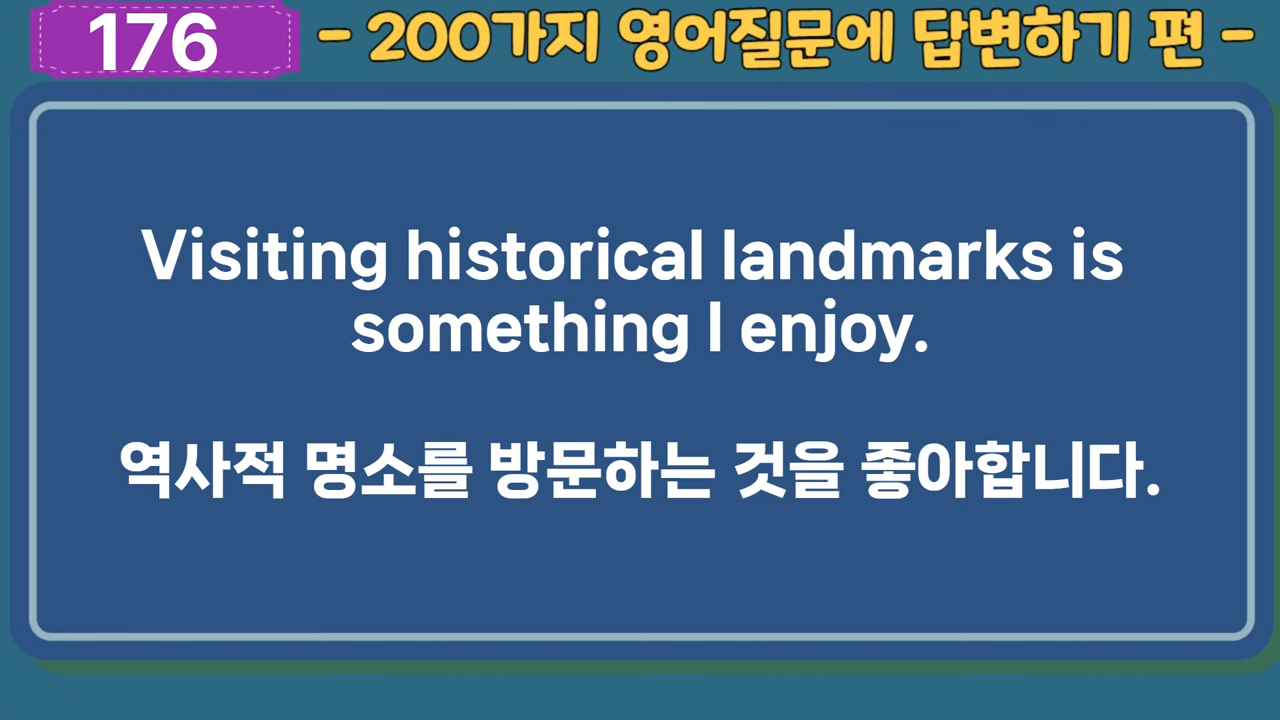 176
- 200가지 영어질문에 답변하기 편 -
Visiting historical landmarks is
something I enjoy.
역사적 명소를 방문하는 것을 좋아합니다.